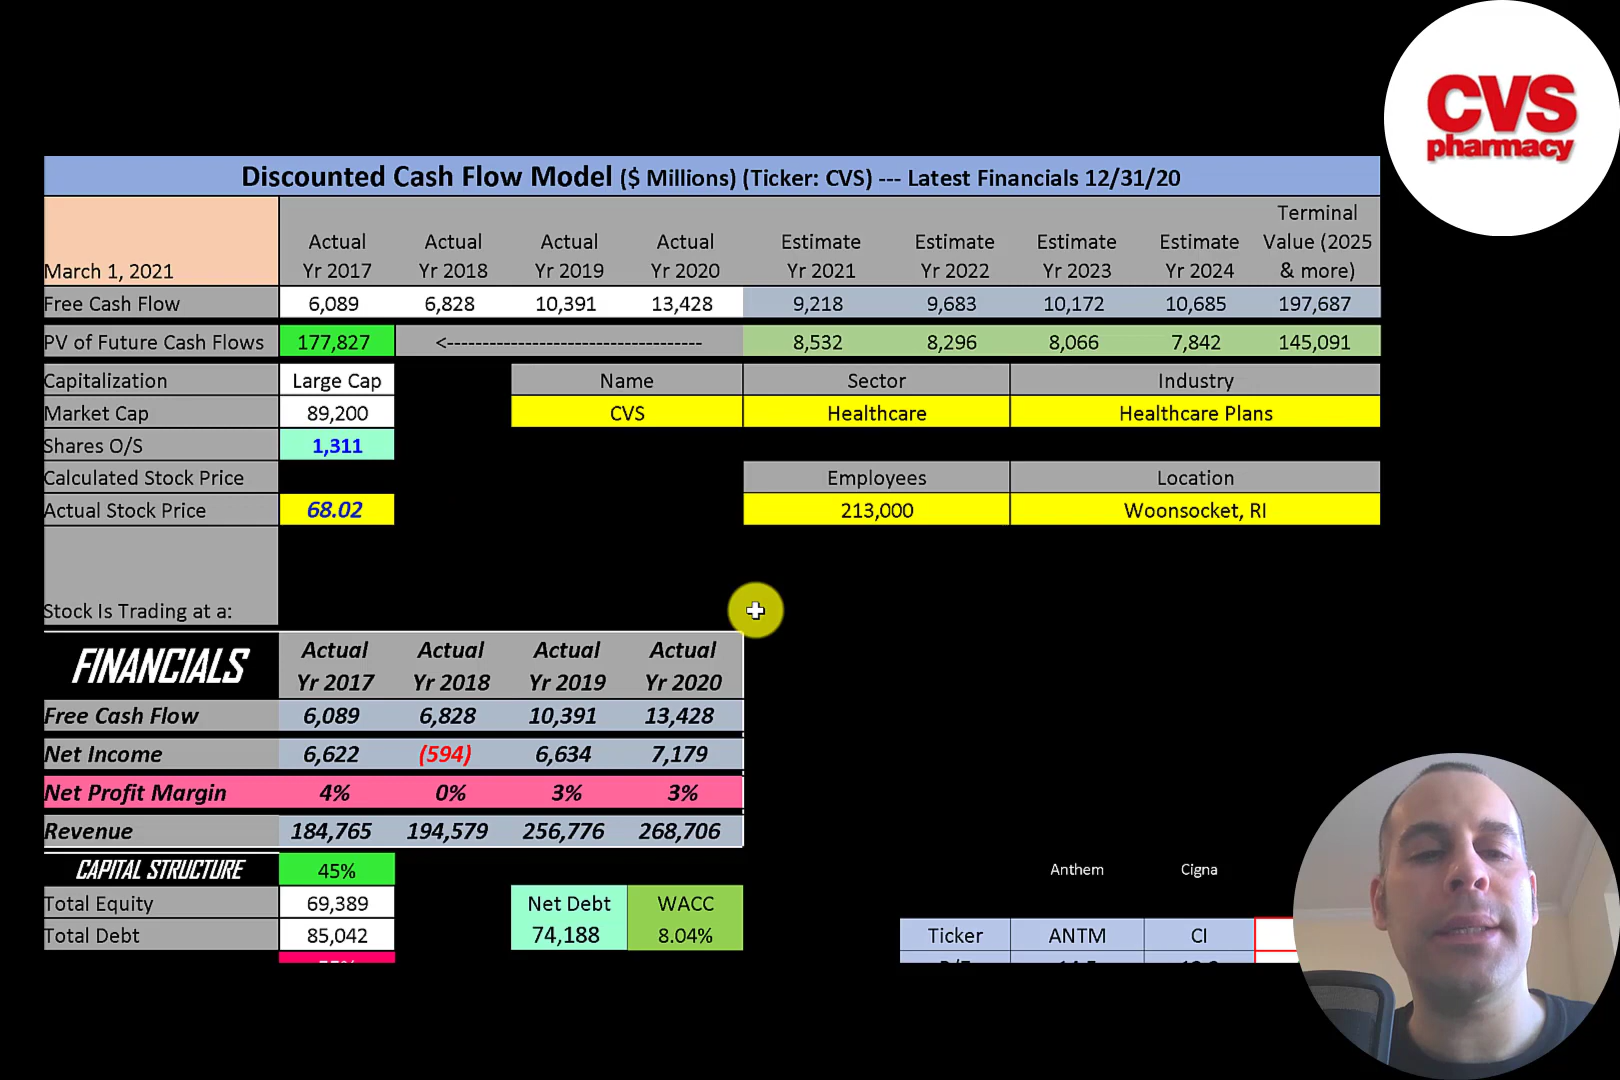 CVS
pharmacy
Discounted Cash Flow Model ($ Millions) (Ticker: CVS) --- Latest Financials 12/31/20
March 1, 2021 Actual Yr 2017 Actual Yr 2018 Actual Yr 2019 Actual Yr 2020 Estimate Yr 2021 Estimate Yr 2022 Estimate Yr 2023 Estimate Yr 2024 Terminal Value (2025 & more)
Free Cash Flow 6,089 6,828 10,391 13,428 9,218 9,683 10,172 10,685 197,687
PV of Future Cash Flows 177,827 <----------------------------------- 8,532 8,296 8,066 7,842 145,091
Capitalization Large Cap Name Sector Industry
Market Cap 89,200 CVS Healthcare Healthcare Plans
Shares O/S 1,311
Calculated Stock Price Employees Location
Actual Stock Price 68.02 213,000 Woonsocket, RI
Stock Is Trading at a:
FINANCIALS Actual Yr 2017 Actual Yr 2018 Actual Yr 2019 Actual Yr 2020
Free Cash Flow 6,089 6,828 10,391 13,428
Net Income 6,622 (594) 6,634 7,179
Net Profit Margin 4% 0% 3% 3%
Revenue 184,765 194,579 256,776 268,706
CAPITAL STRUCTURE 45% Anthem Cigna
Total Equity 69,389 Net Debt WACC
Total Debt 85,042 74,188 8.04% Ticker ANTM CI